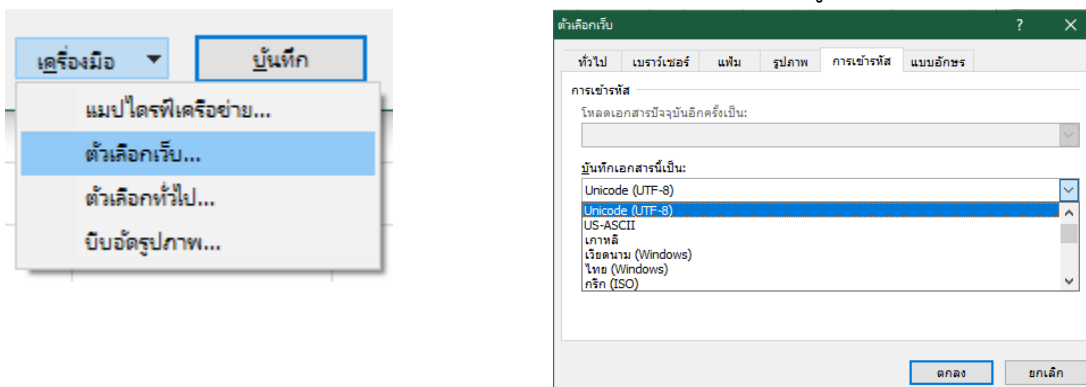 เครื่องมือ
บันทึก
แมปไดรฟ์เครือข่าย...
ตัวเลือกเว็บ...
ตัวเลือกทั่วไป...
บีบอัดรูปภาพ...
ตัวเลือกเว็บ
? ×
ทั่วไป เบราว์เซอร์ แฟ้ม รูปภาพ การเข้ารหัส แบบอักษร
การเข้ารหัส
โหลดเอกสารปัจจุบันอีกครั้งเป็น:
บันทึกเอกสารนี้เป็น:
Unicode (UTF-8)
Unicode (UTF-8)
US-ASCII
เกาหลี
เวียดนาม (Windows)
ไทย (Windows)
กรีก (ISO)
ตกลง ยกเลิก